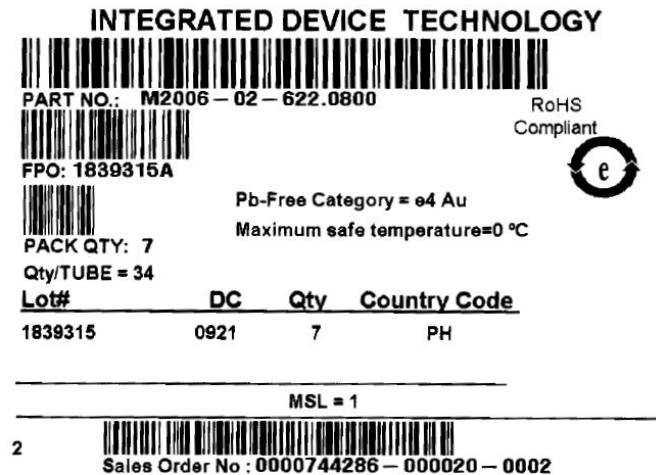 INTEGRATED DEVICE TECHNOLOGY
PART NO.: M2006-02-622.0800
RoHS
Compliant
e
FPO: 1839315A
Pb-Free Category = e4 Au
Maximum safe temperature=0 ºC
PACK QTY: 7
Qty/TUBE = 34
Lot# DC Qty Country Code
1839315 0921 7 PH
MSL = 1
2
Sales Order No : 0000744286-000020-0002